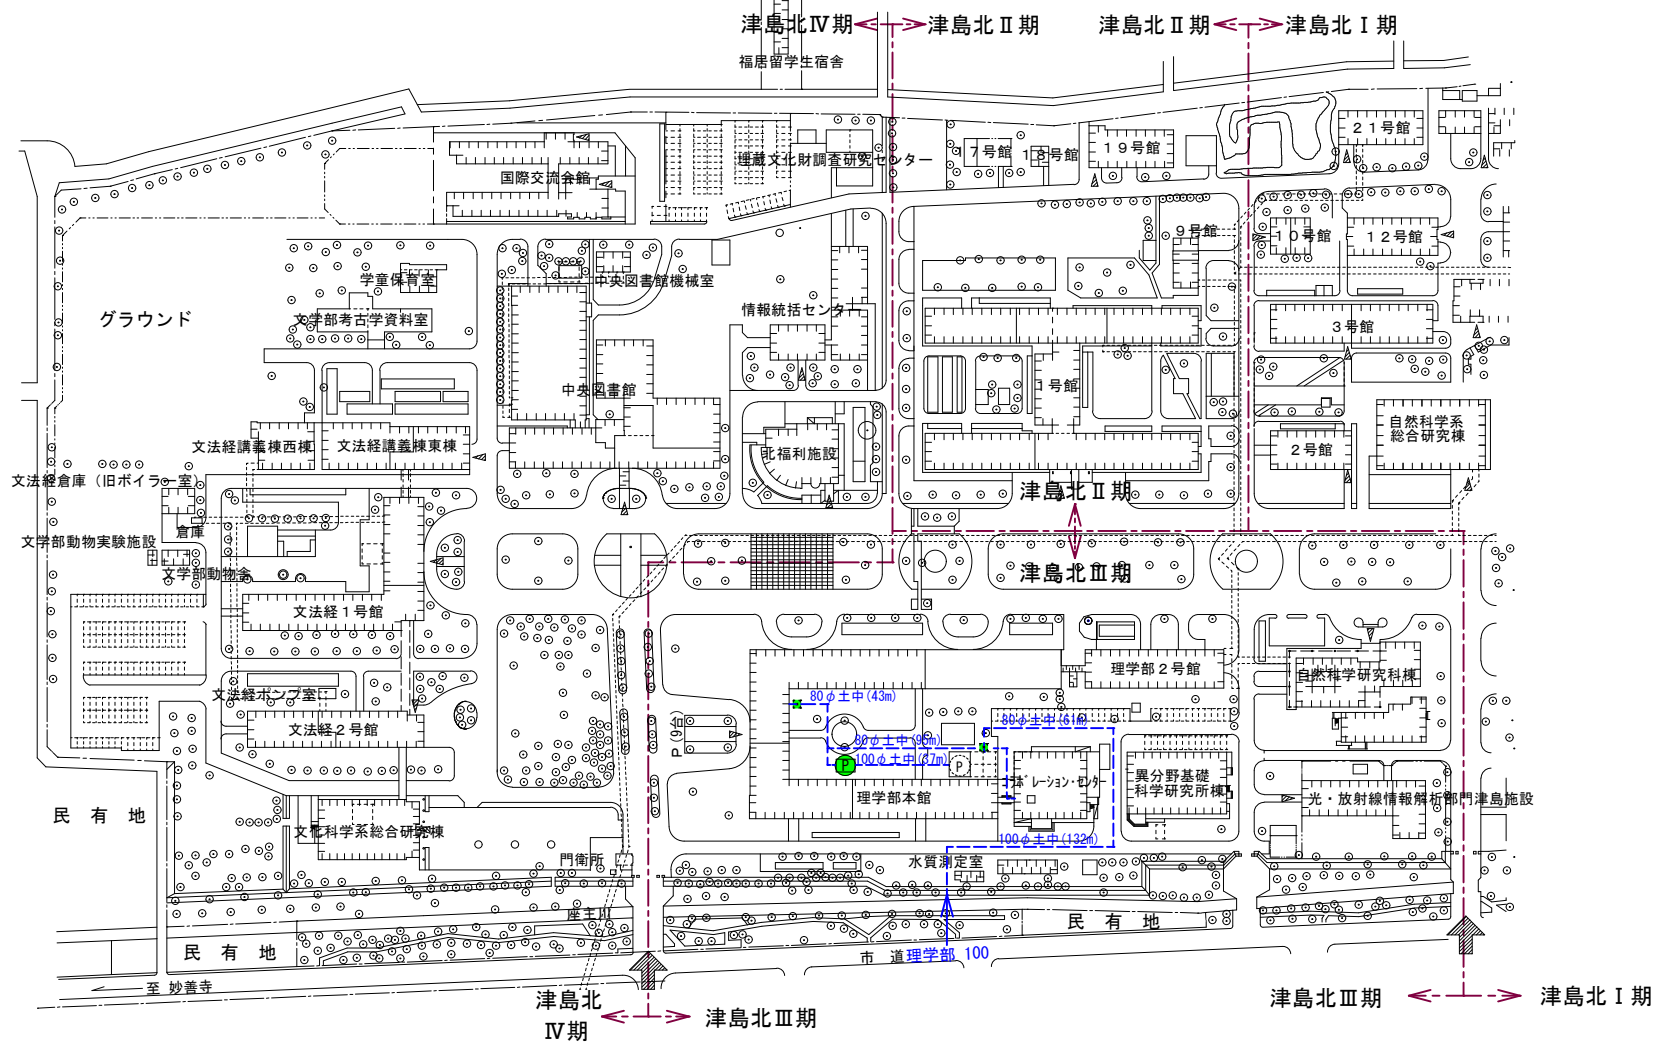 津島北Ⅳ期
津島北Ⅱ期
津島北Ⅱ期
津島北Ⅰ期
福居留学生宿舎
埋蔵文化財調査研究センター
17号館
18号館
19号館
21号館
国際交流会館
9号館
10号館
12号館
学童保育室
中央図書館機械室
グラウンド
文学部考古学資料室
情報統括センター
3号館
中央図書館
1号館
文法経講義棟西棟
文法経講義棟東棟
北福利施設
2号館
自然科学系
総合研究棟
文法経倉庫（旧ボイラー室）
津島北Ⅱ期
倉庫
文学部動物実験施設
文学部動物舎
津島北Ⅲ期
文法経1号館
理学部2号館
自然科学研究科棟
文法経ポンプ室
80φ土中(43m)
P(9台)
80φ土中(61m)
文法経2号館
80φ土中(95m)
100φ土中(37m)
P
P
異分野基礎
科学研究所棟
理学部本館
光・放射線情報解析部門津島施設
民有地
文化科学系総合研究棟
100φ土中(132m)
門衛所
水質測定室
座主川
民有地
民有地
市道
理学部 100
至 妙善寺
津島北
Ⅳ期
津島北Ⅲ期
津島北Ⅲ期
津島北Ⅰ期